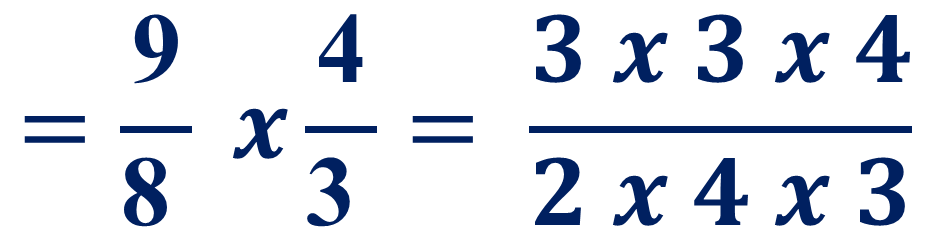 = 9/8 x 4/3 = 3 x 3 x 4 / 2 x 4 x 3